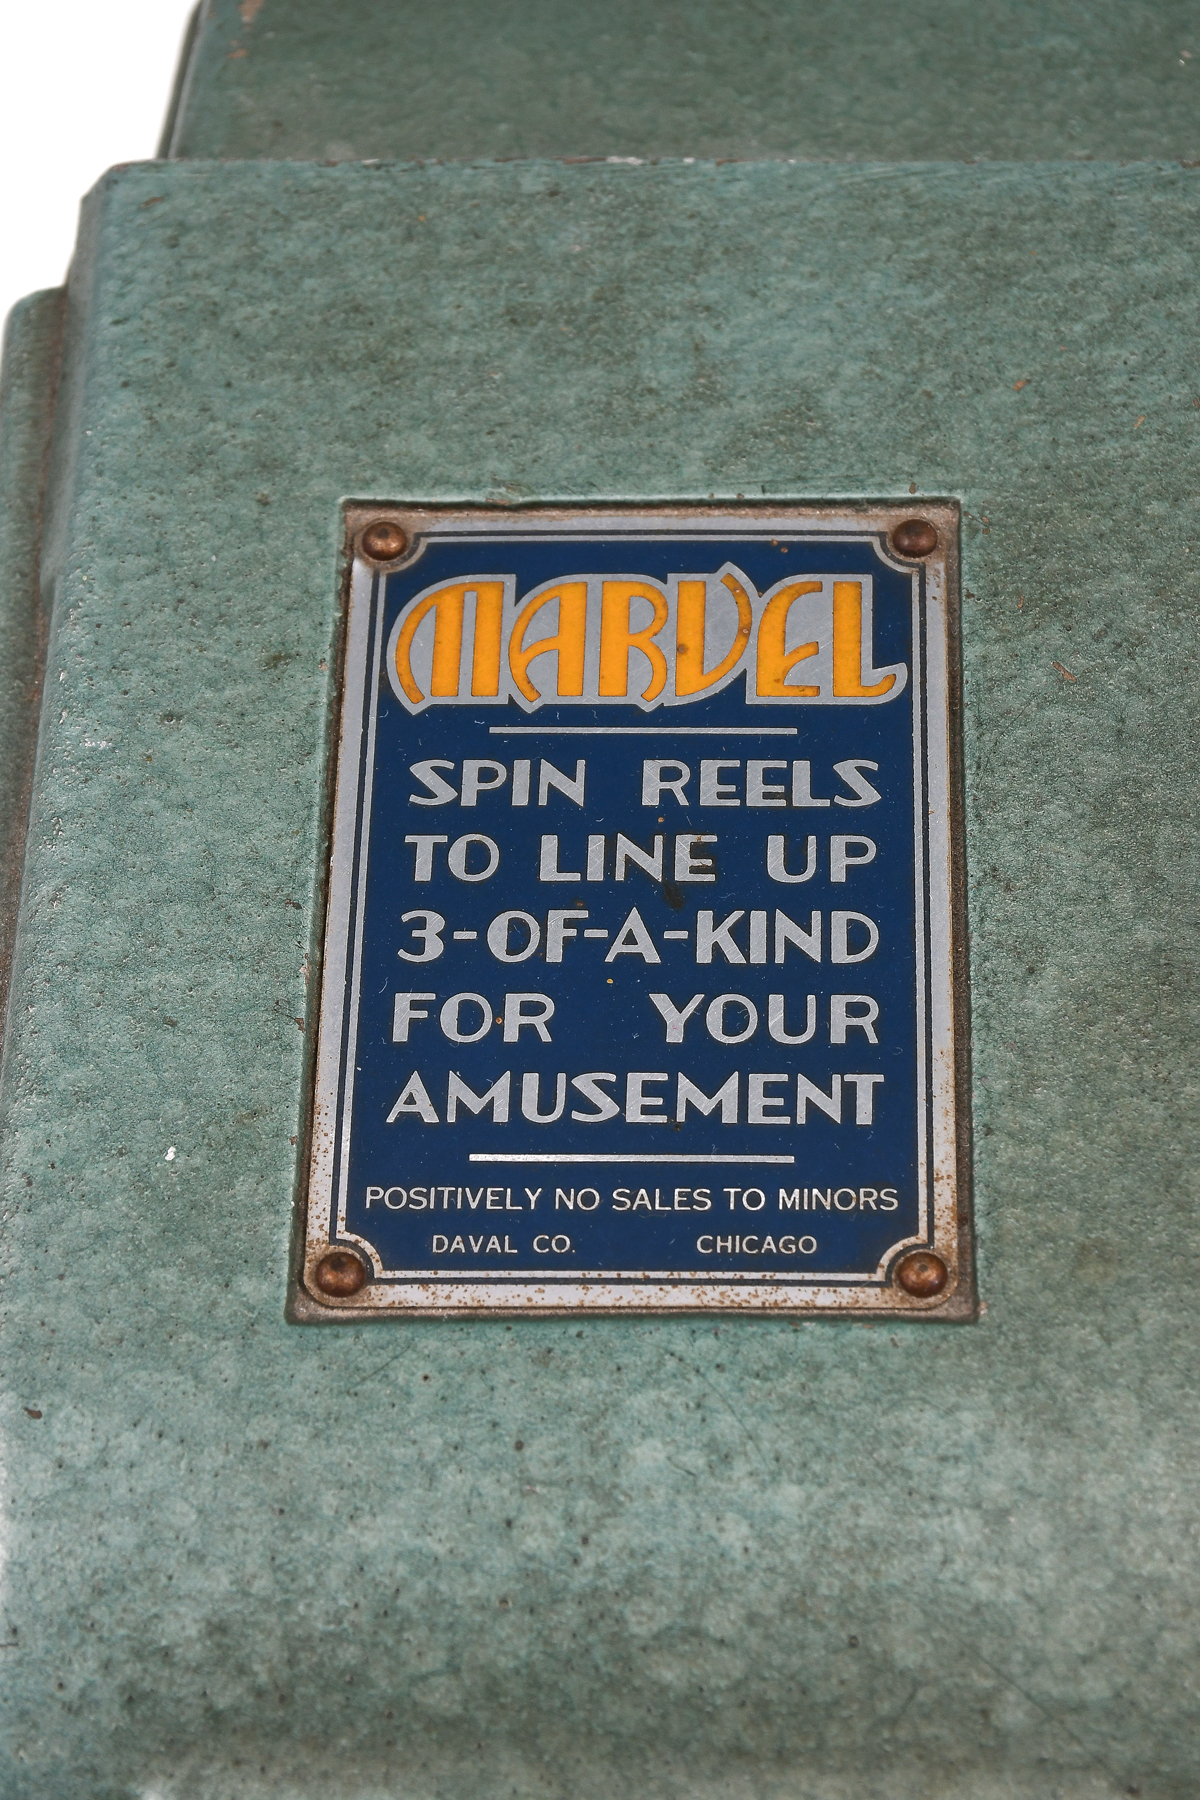 MARVEL
SPIN REELS
TO LINE UP
3-OF-A-KIND
FOR YOUR
AMUSEMENT
POSITIVELY NO SALES TO MINORS
DAVAL CO. CHICAGO